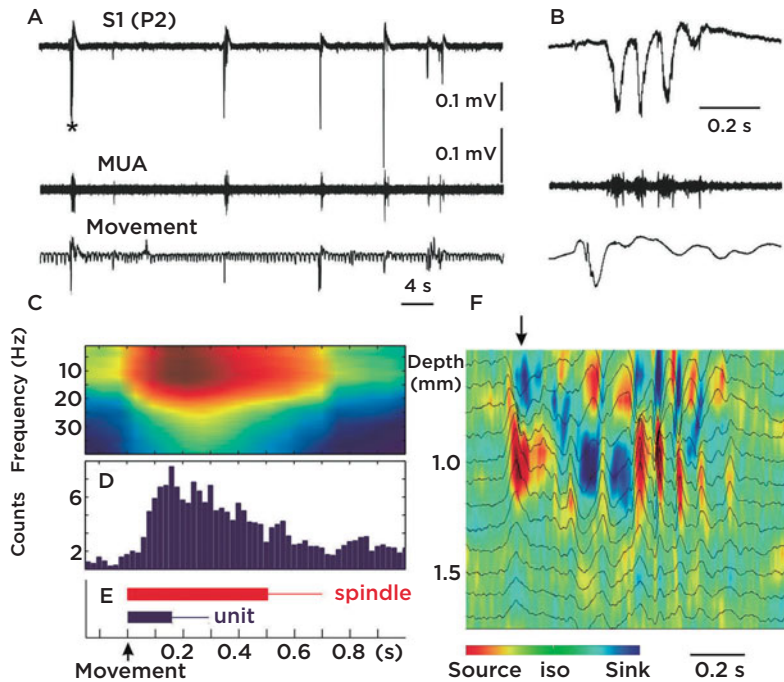 A
S1 (P2)
*
0.1 mV
0.1 mV
MUA
Movement
4 s
B
0.2 s
C
Frequency (Hz)
10
20
30
D
Counts
6
2
E
spindle
unit
0.2 0.4 0.6 0.8 (s)
Movement
F
Depth
(mm)
1.0
1.5
Source iso Sink
0.2 s